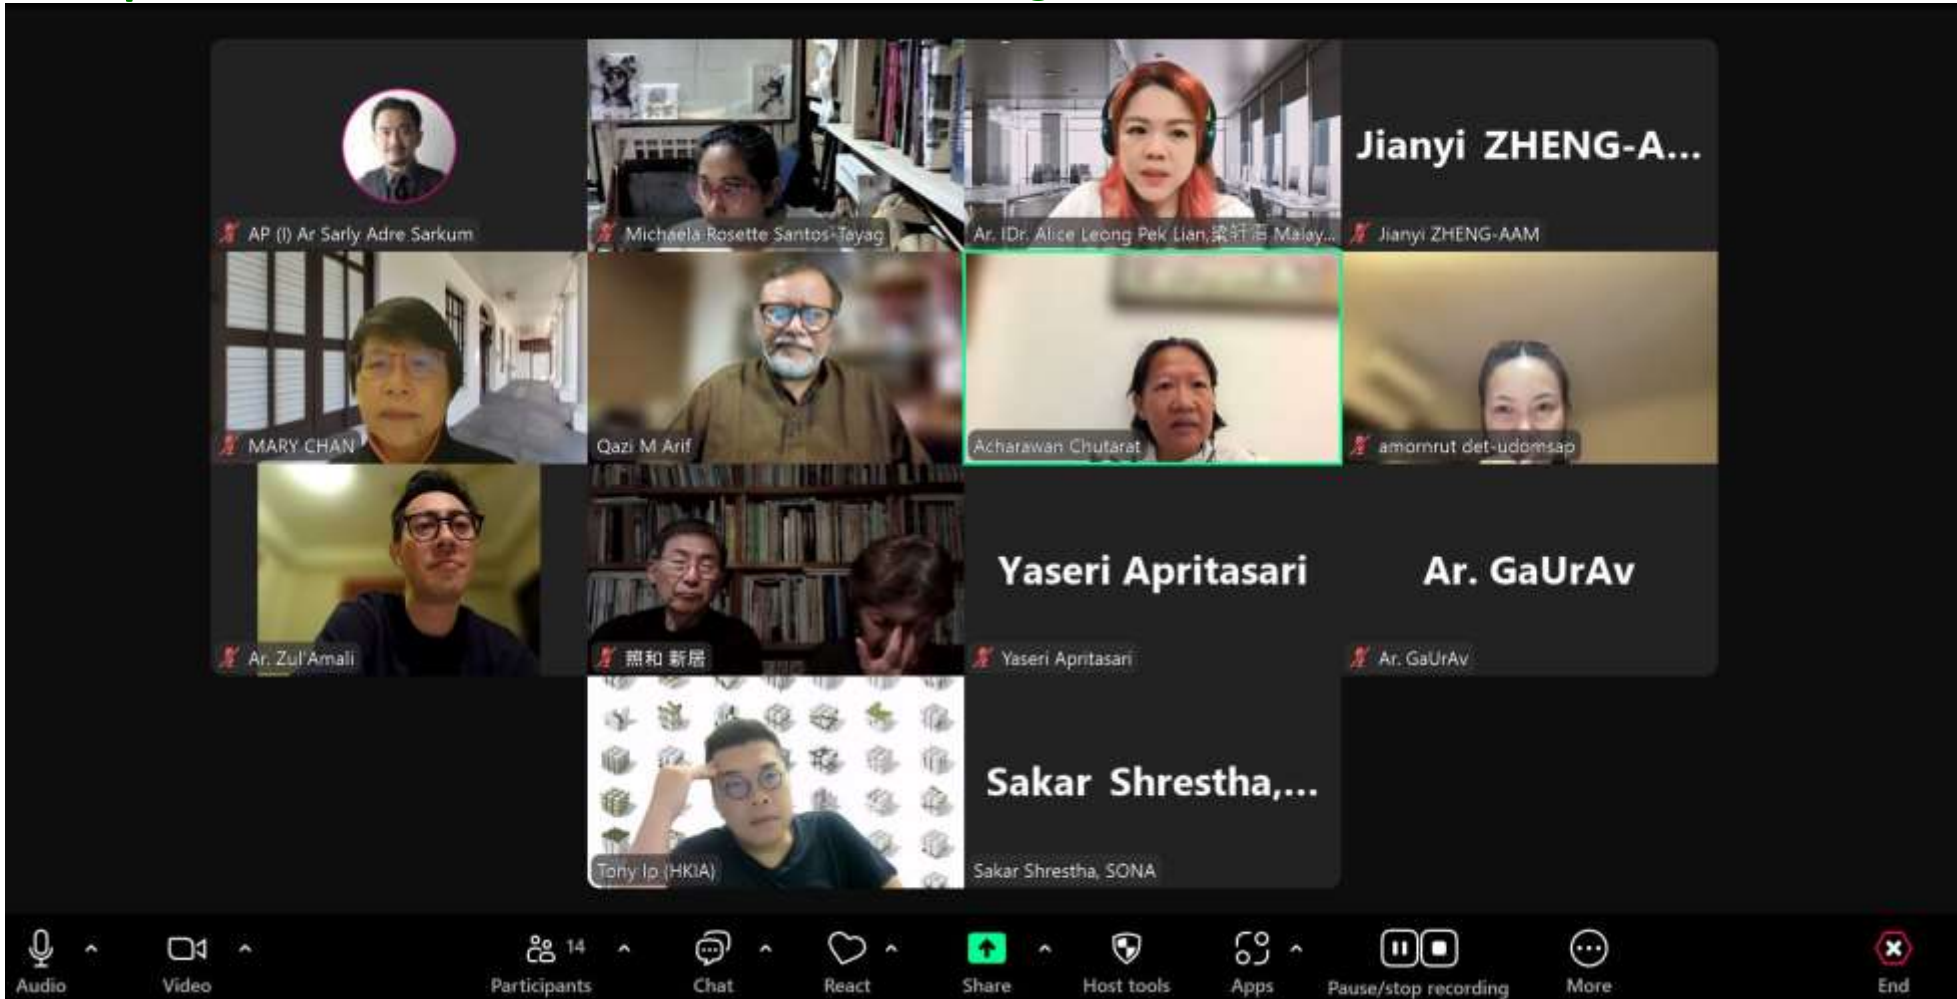 Jianyi ZHENG-A...
AP (I) Ar Sarly Adre Sarkum
Michaela Rosette Santos-Tayag
Ar. IDr. Alice Leong Pek Lian, Malay...
Jianyi ZHENG-AAM
MARY CHAN
Qazi M Arif
Acharawan Chutarat
amornrut det-udomsap
Yaseri Apritasari
Ar. GaUrAv
Ar. Zul'Amali
照和 新居
Yaseri Apritasari
Ar. GaUrAv
Sakar Shrestha,...
Tony Ip (HKIA)
Sakar Shrestha, SONA
14
Audio
Video
Participants
Chat
React
Share
Host tools
Apps
Pause/stop recording
More
End